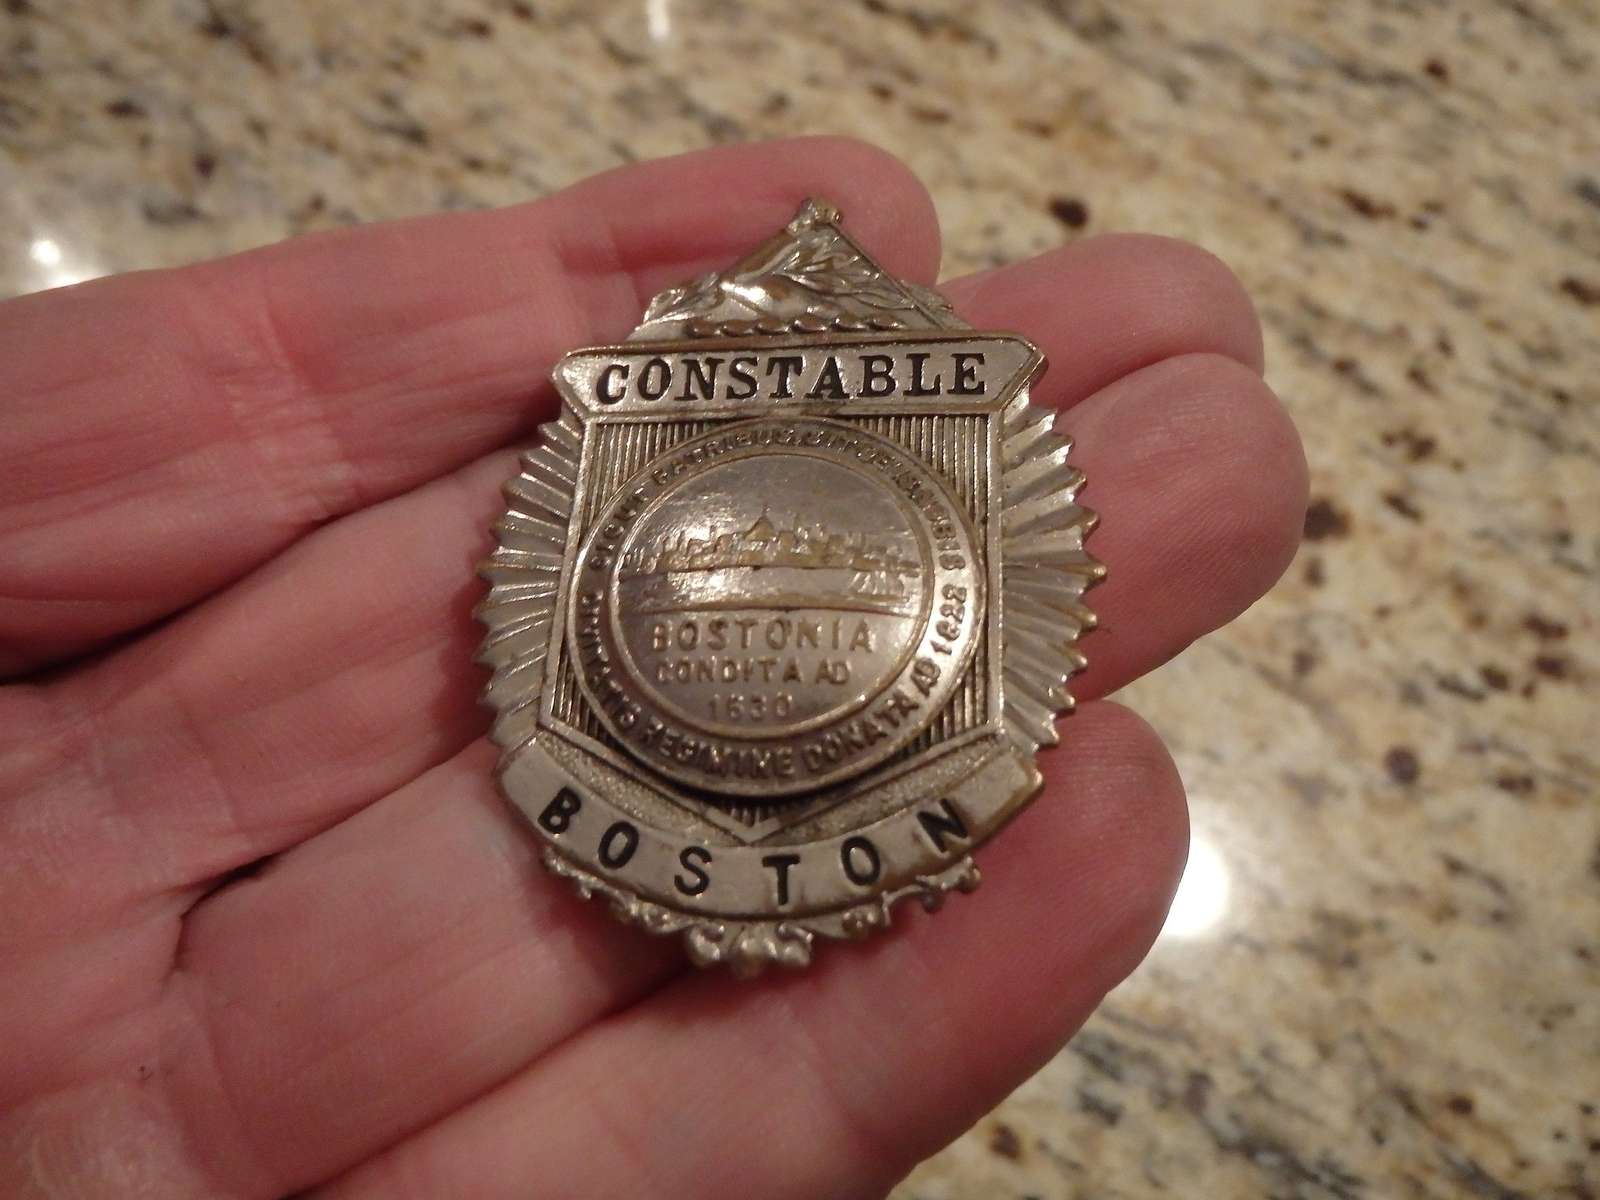 CONSTABLE
SICUT PATRIBUS SIT DEUS NOBIS
BOSTONIA
CONDITA AD
1630
CIVITATIS REGIMINE DONATA AD 1822
BOSTON